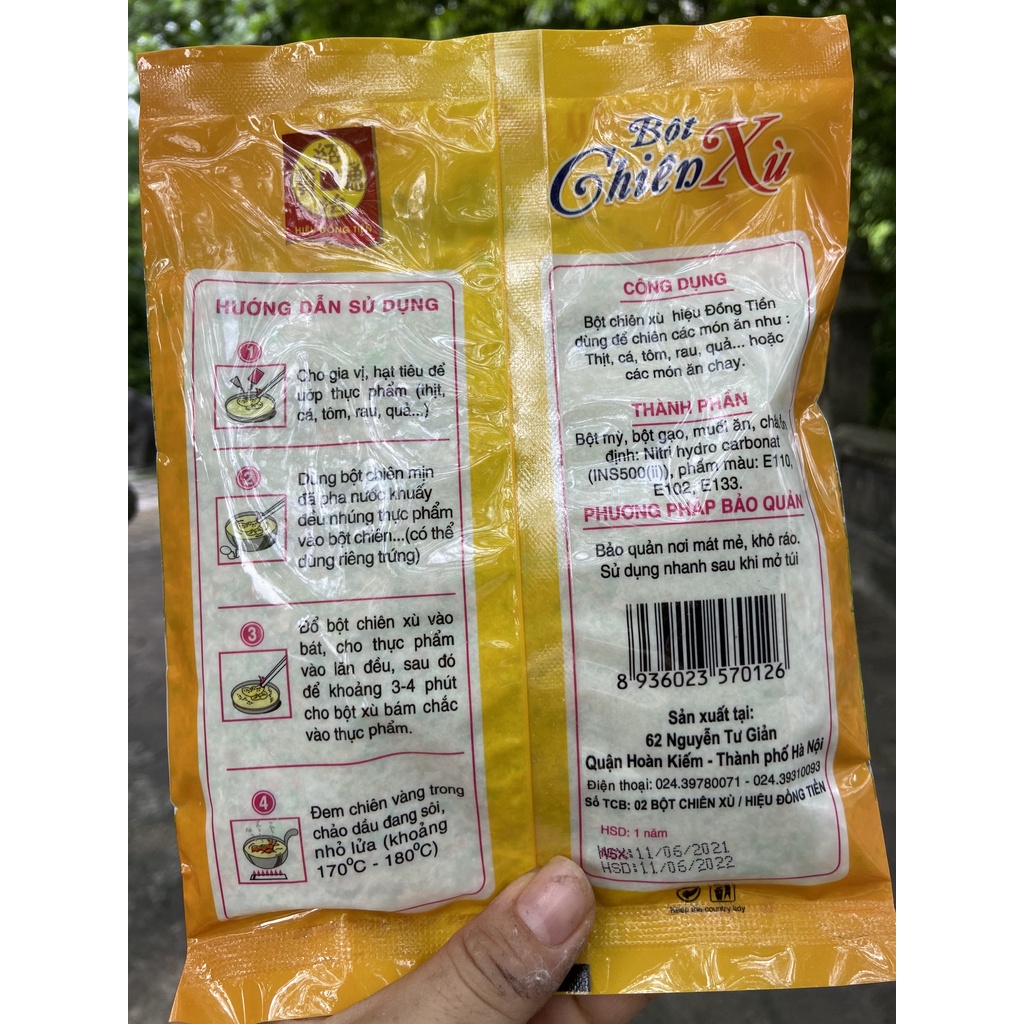 HIỆU ĐỒNG TIỀN
HƯỚNG DẪN SỬ DỤNG
1
Cho gia vị, hạt tiêu để
ướp thực phẩm (thịt,
cá, tôm, rau, quả...)
2
Dùng bột chiên mịn
đã pha nước khuấy
đều nhúng thực phẩm
vào bột chiên...(có thể
dùng riêng trứng)
3
Đổ bột chiên xù vào
bát, cho thực phẩm
vào lăn đều, sau đó
để khoảng 3-4 phút
cho bột xù bám chắc
vào thực phẩm.
4
Đem chiên vàng trong
chảo dầu đang sôi,
nhỏ lửa (khoảng
170°C - 180°C)
Bột
Chiên Xù
CÔNG DỤNG
Bột chiên xù hiệu Đồng Tiền
dùng để chiên các món ăn như :
Thịt, cá, tôm, rau, quả... hoặc
các món ăn chay.
THÀNH PHẦN
Bột mỳ, bột gạo, muối ăn, chất ổn
định: Nitri hydro carbonat
(INS500(ii)), phẩm màu: E110,
E102, E133.
PHƯƠNG PHÁP BẢO QUẢN
Bảo quản nơi mát mẻ, khô ráo.
Sử dụng nhanh sau khi mở túi
8 936023 570126
Sản xuất tại:
62 Nguyễn Tư Giản
Quận Hoàn Kiếm - Thành phố Hà Nội
Điện thoại: 024.39780071 - 024.39310093
Số TCB: 02 BỘT CHIÊN XÙ / HIỆU ĐỒNG TIỀN
HSD: 1 năm
NSX:11/06/2021
HSD:11/06/2022
Keep the country